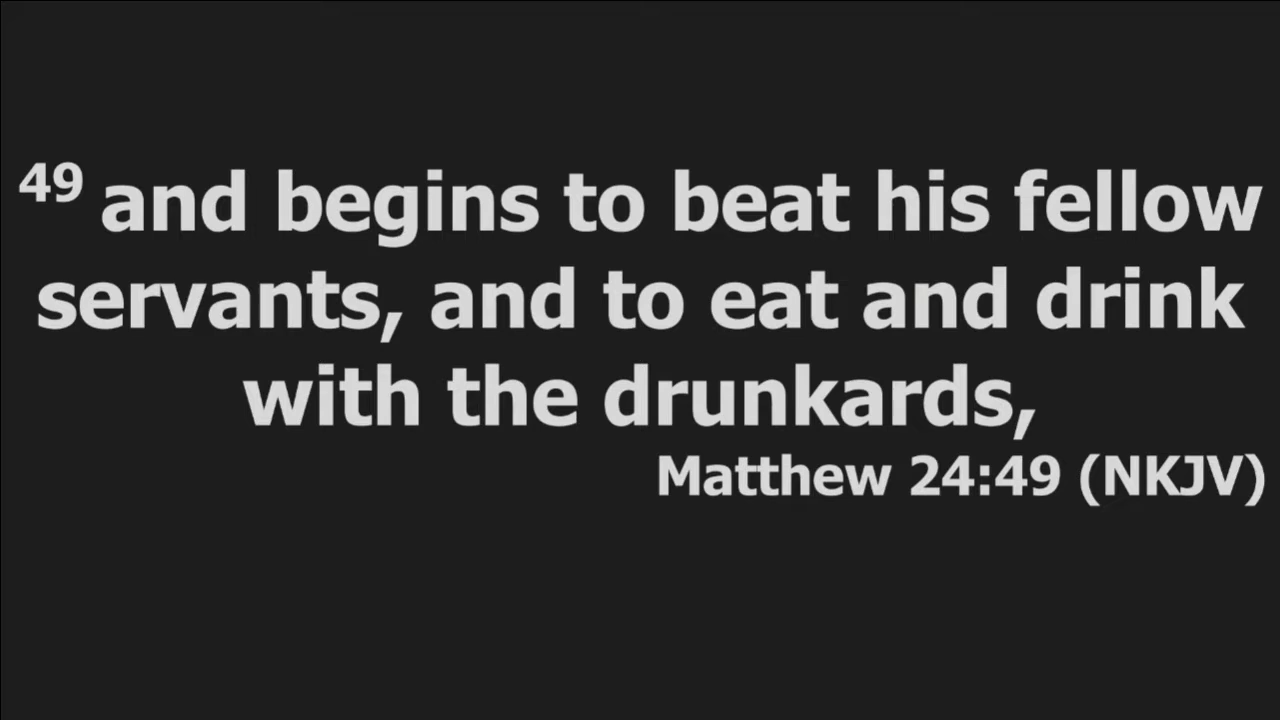 49 and begins to beat his fellow
servants, and to eat and drink
with the drunkards,
Matthew 24:49 (NKJV)